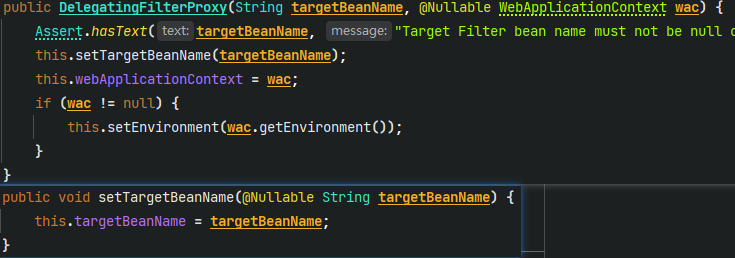 public DelegatingFilterProxy(String targetBeanName, @Nullable WebApplicationContext wac) {
Assert.hasText( text: targetBeanName, message: "Target Filter bean name must not be null
this.setTargetBeanName(targetBeanName);
this.webApplicationContext = wac;
if (wac != null) {
this.setEnvironment(wac.getEnvironment());
}
}
public void setTargetBeanName(@Nullable String targetBeanName) {
this.targetBeanName = targetBeanName;
}